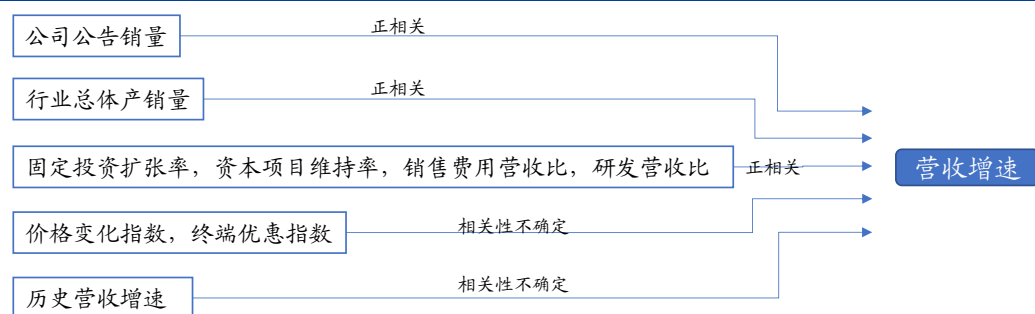 公司公告销量
正相关
行业总体产销量
正相关
固定投资扩张率，资本项目维持率，销售费用营收比，研发营收比
正相关
营收增速
价格变化指数，终端优惠指数
相关性不确定
历史营收增速
相关性不确定